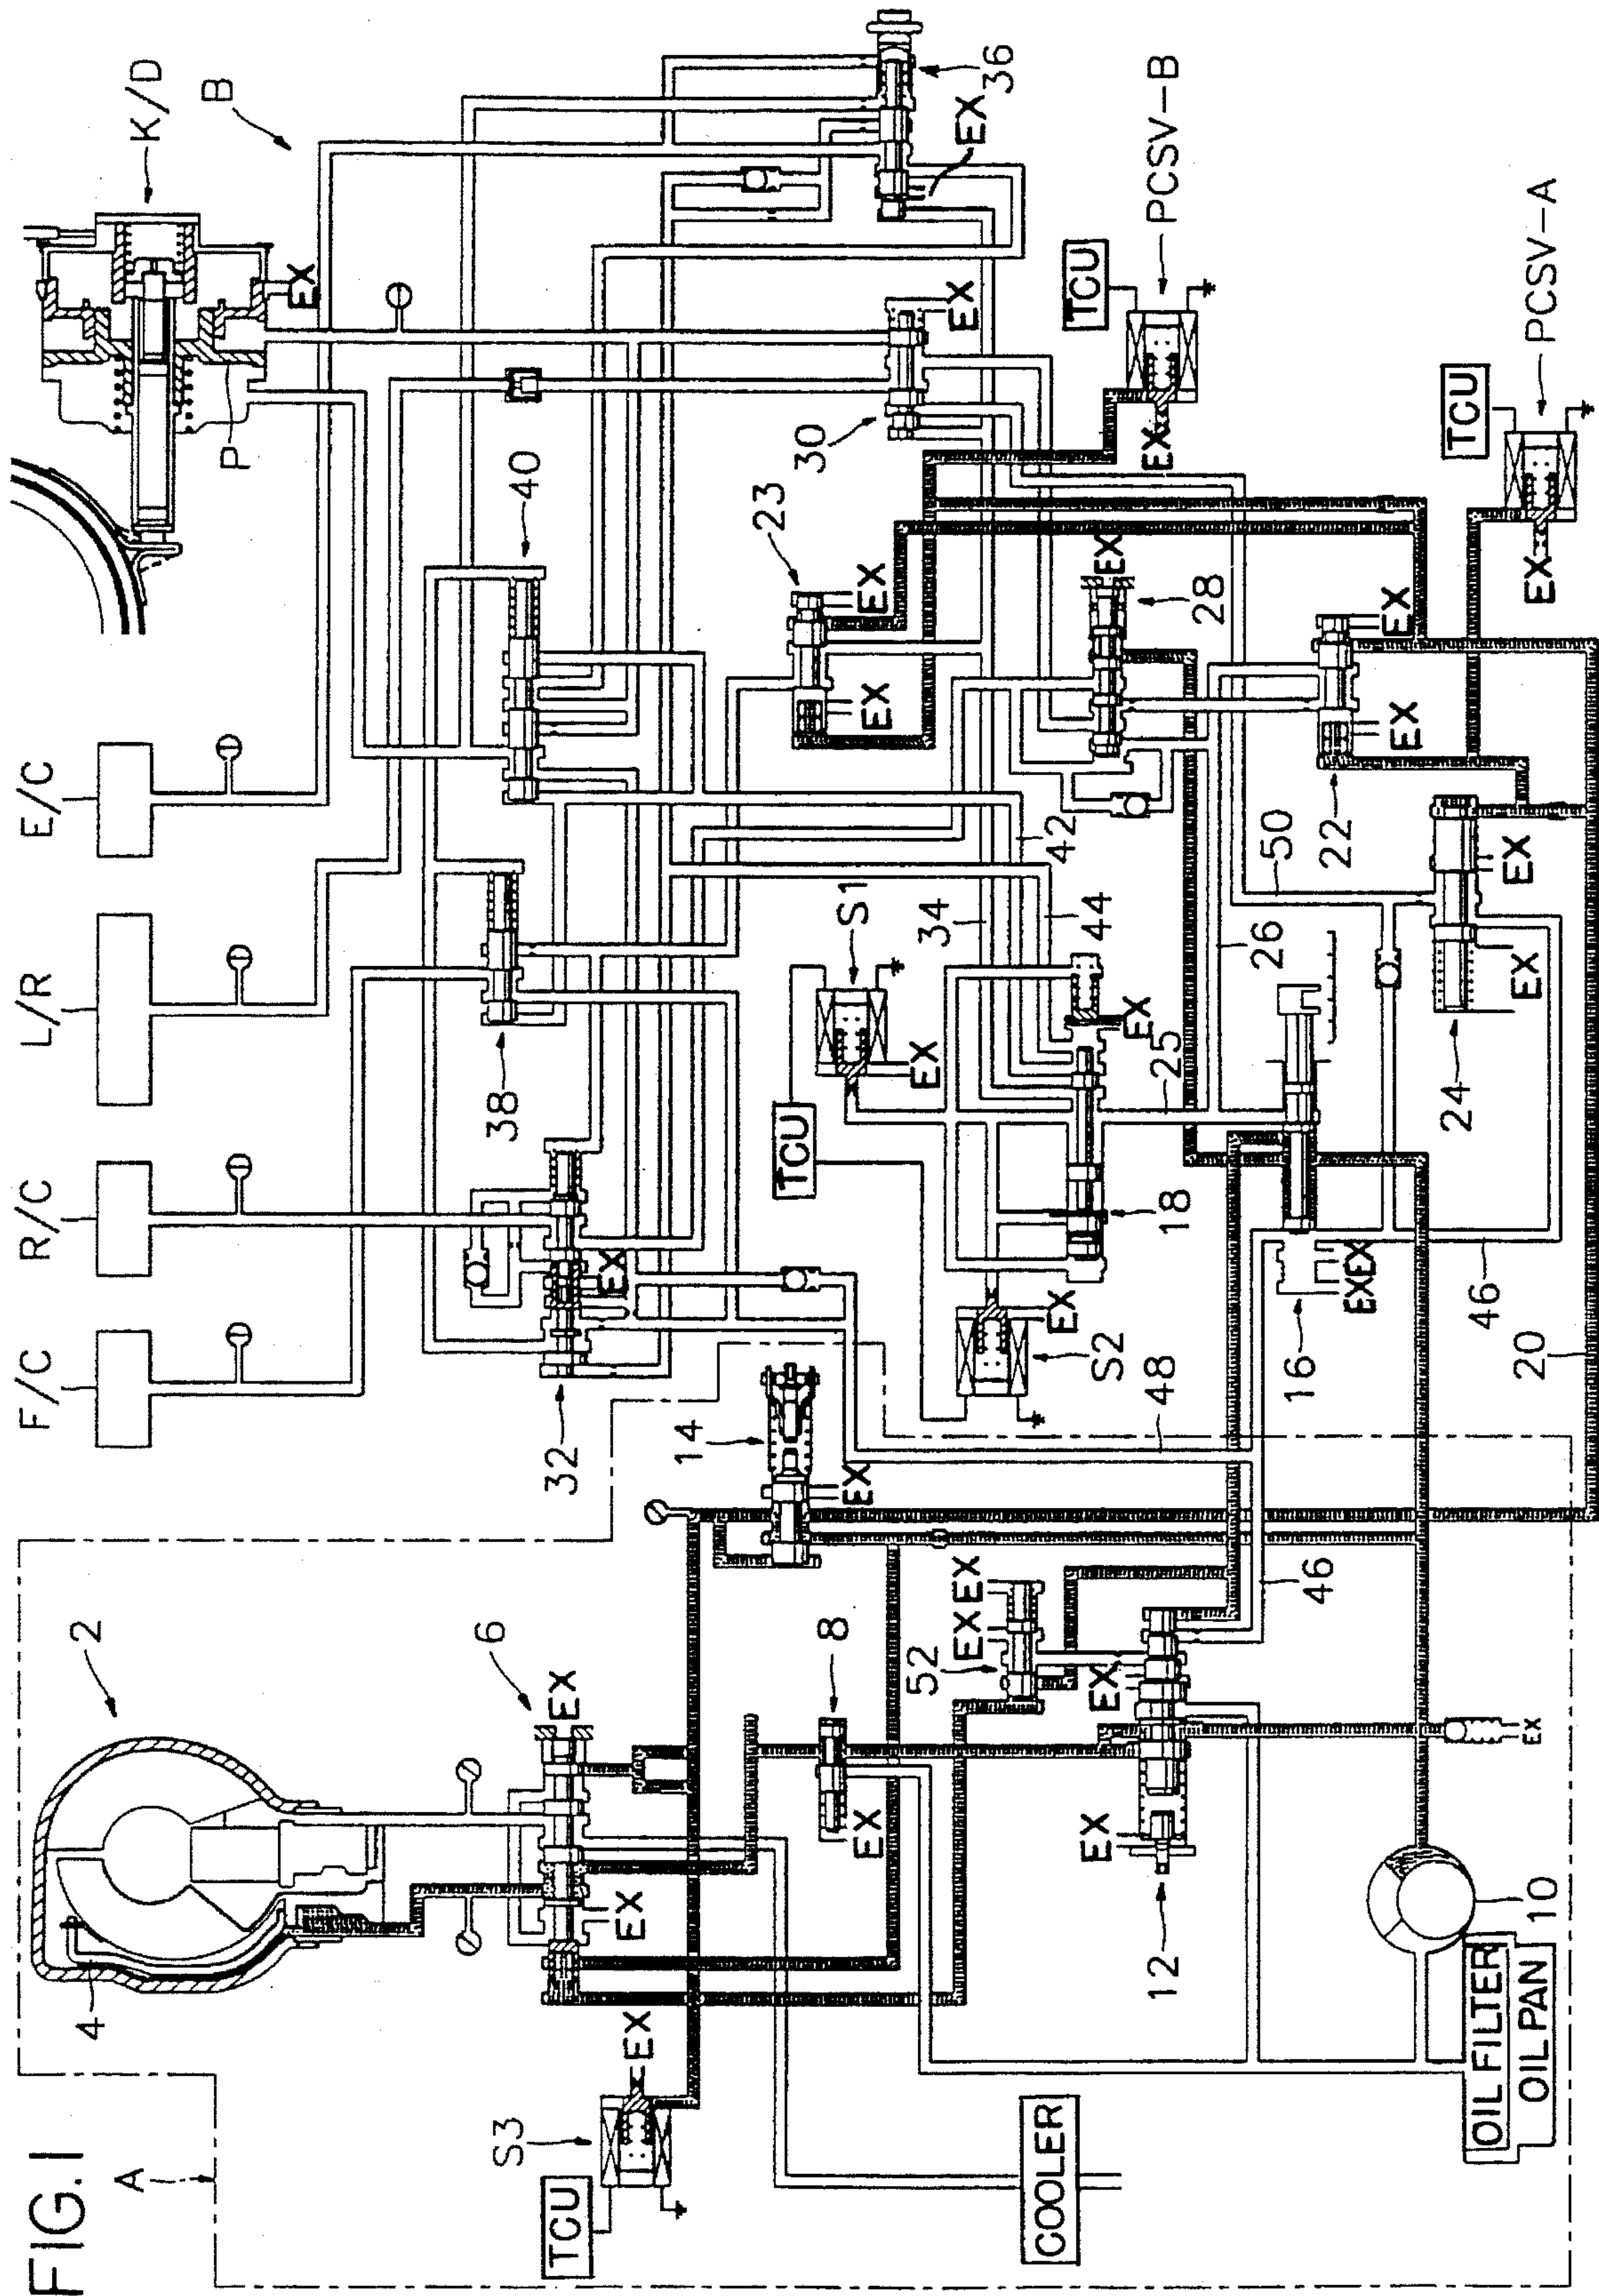 FIG.1
F/C
R/C
L/R
E/C
4
2
A
K/D
B
P
EX
6
S3
38
40
32
EX
TCU
EX
EX
EX
14
23
TCU
30
8
S1
EX
EX
EX
EX
52
EX
34
EXEX
EX
EX
36
COOLER
42
EX
TCU
EX
EX
44
EX
S2
EX
12
48
25
EX
PCSV-B
18
28
26
50
16
46
22
EXEX
EX
EX
24
TCU
46
OIL FILTER
EX
EX
EX
20
OIL PAN
10
EX
PCSV-A